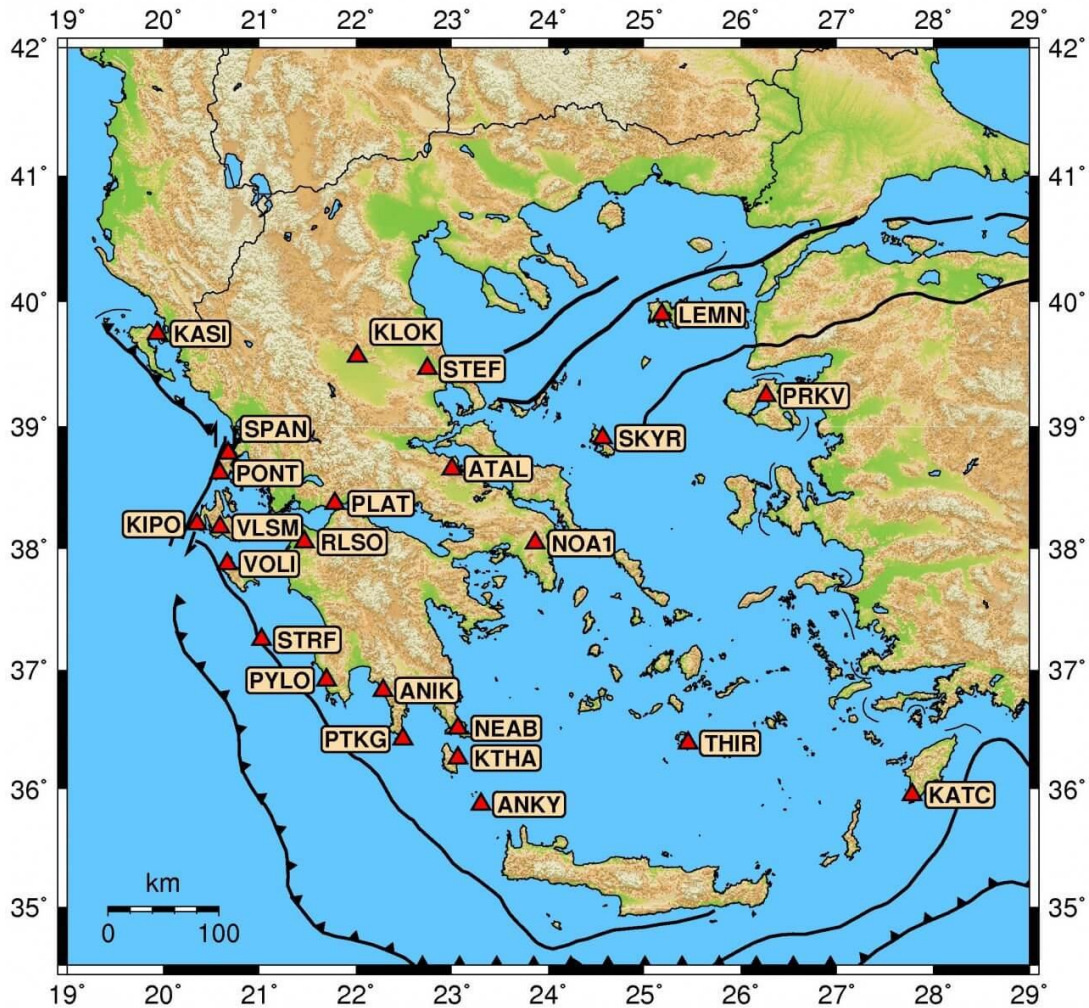 19° 20° 21° 22° 23° 24° 25° 26° 27° 28° 29°
42° 42°
41° 41°
40° 40°
LEMN
KASI
KLOK
STEF
PRKV
39° 39°
SPAN
SKYR
ATAL
PONT
PLAT
KIPO
VLSM
RLSO
NOA1
38° 38°
VOLI
STRF
37° 37°
PYLO
ANIK
NEAB
PTKG
THIR
KTHA
36° 36°
KATC
ANKY
km
35° 35°
0 100
19° 20° 21° 22° 23° 24° 25° 26° 27° 28° 29°